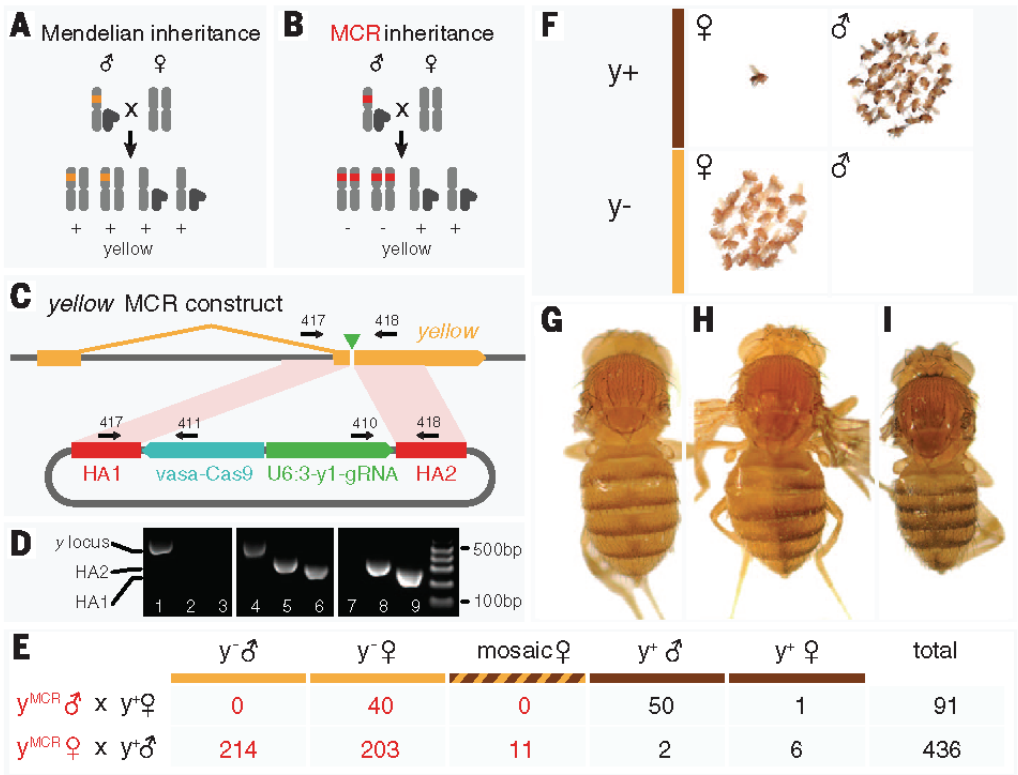 A
Mendelian inheritance
♂ ♀
x
+ + + +
yellow
B
MCR inheritance
♂ ♀
x
- - + +
yellow
C
yellow MCR construct
417 418 yellow
417 411 410 418
HA1 vasa-Cas9 U6:3-y1-gRNA HA2
D
y locus
HA2
HA1
1 2 3 4 5 6 7 8 9
500bp
100bp
F
♀ ♂
y+
♀ ♂
y-
G H I
E
y⁻♂ y⁻♀ mosaic♀ y⁺♂ y⁺♀ total
yᴹᶜᴿ♂ x y⁺♀ 0 40 0 50 1 91
yᴹᶜᴿ♀ x y⁺♂ 214 203 11 2 6 436